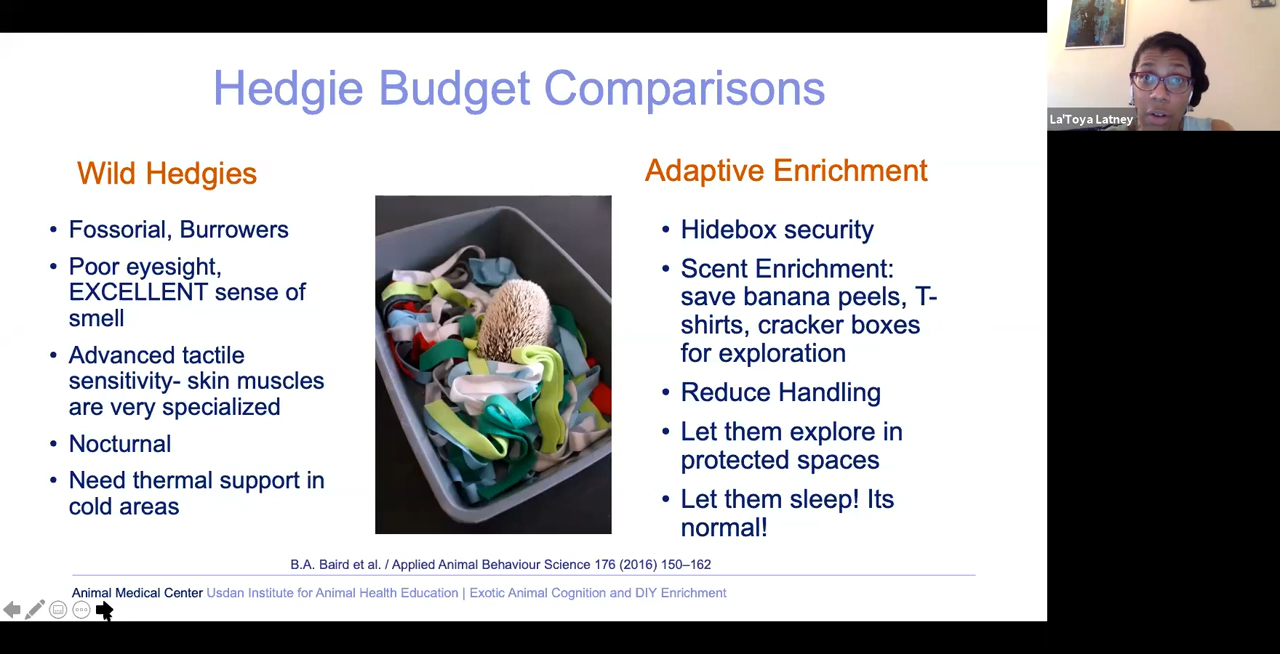 Hedgie Budget Comparisons
Wild Hedgies
• Fossorial, Burrowers
• Poor eyesight,
EXCELLENT sense of
smell
• Advanced tactile
sensitivity- skin muscles
are very specialized
• Nocturnal
• Need thermal support in
cold areas
Adaptive Enrichment
• Hidebox security
• Scent Enrichment:
save banana peels, T-
shirts, cracker boxes
for exploration
• Reduce Handling
• Let them explore in
protected spaces
• Let them sleep! Its
normal!
B.A. Baird et al. / Applied Animal Behaviour Science 176 (2016) 150–162
Animal Medical Center Usdan Institute for Animal Health Education | Exotic Animal Cognition and DIY Enrichment
La'Toya Latney